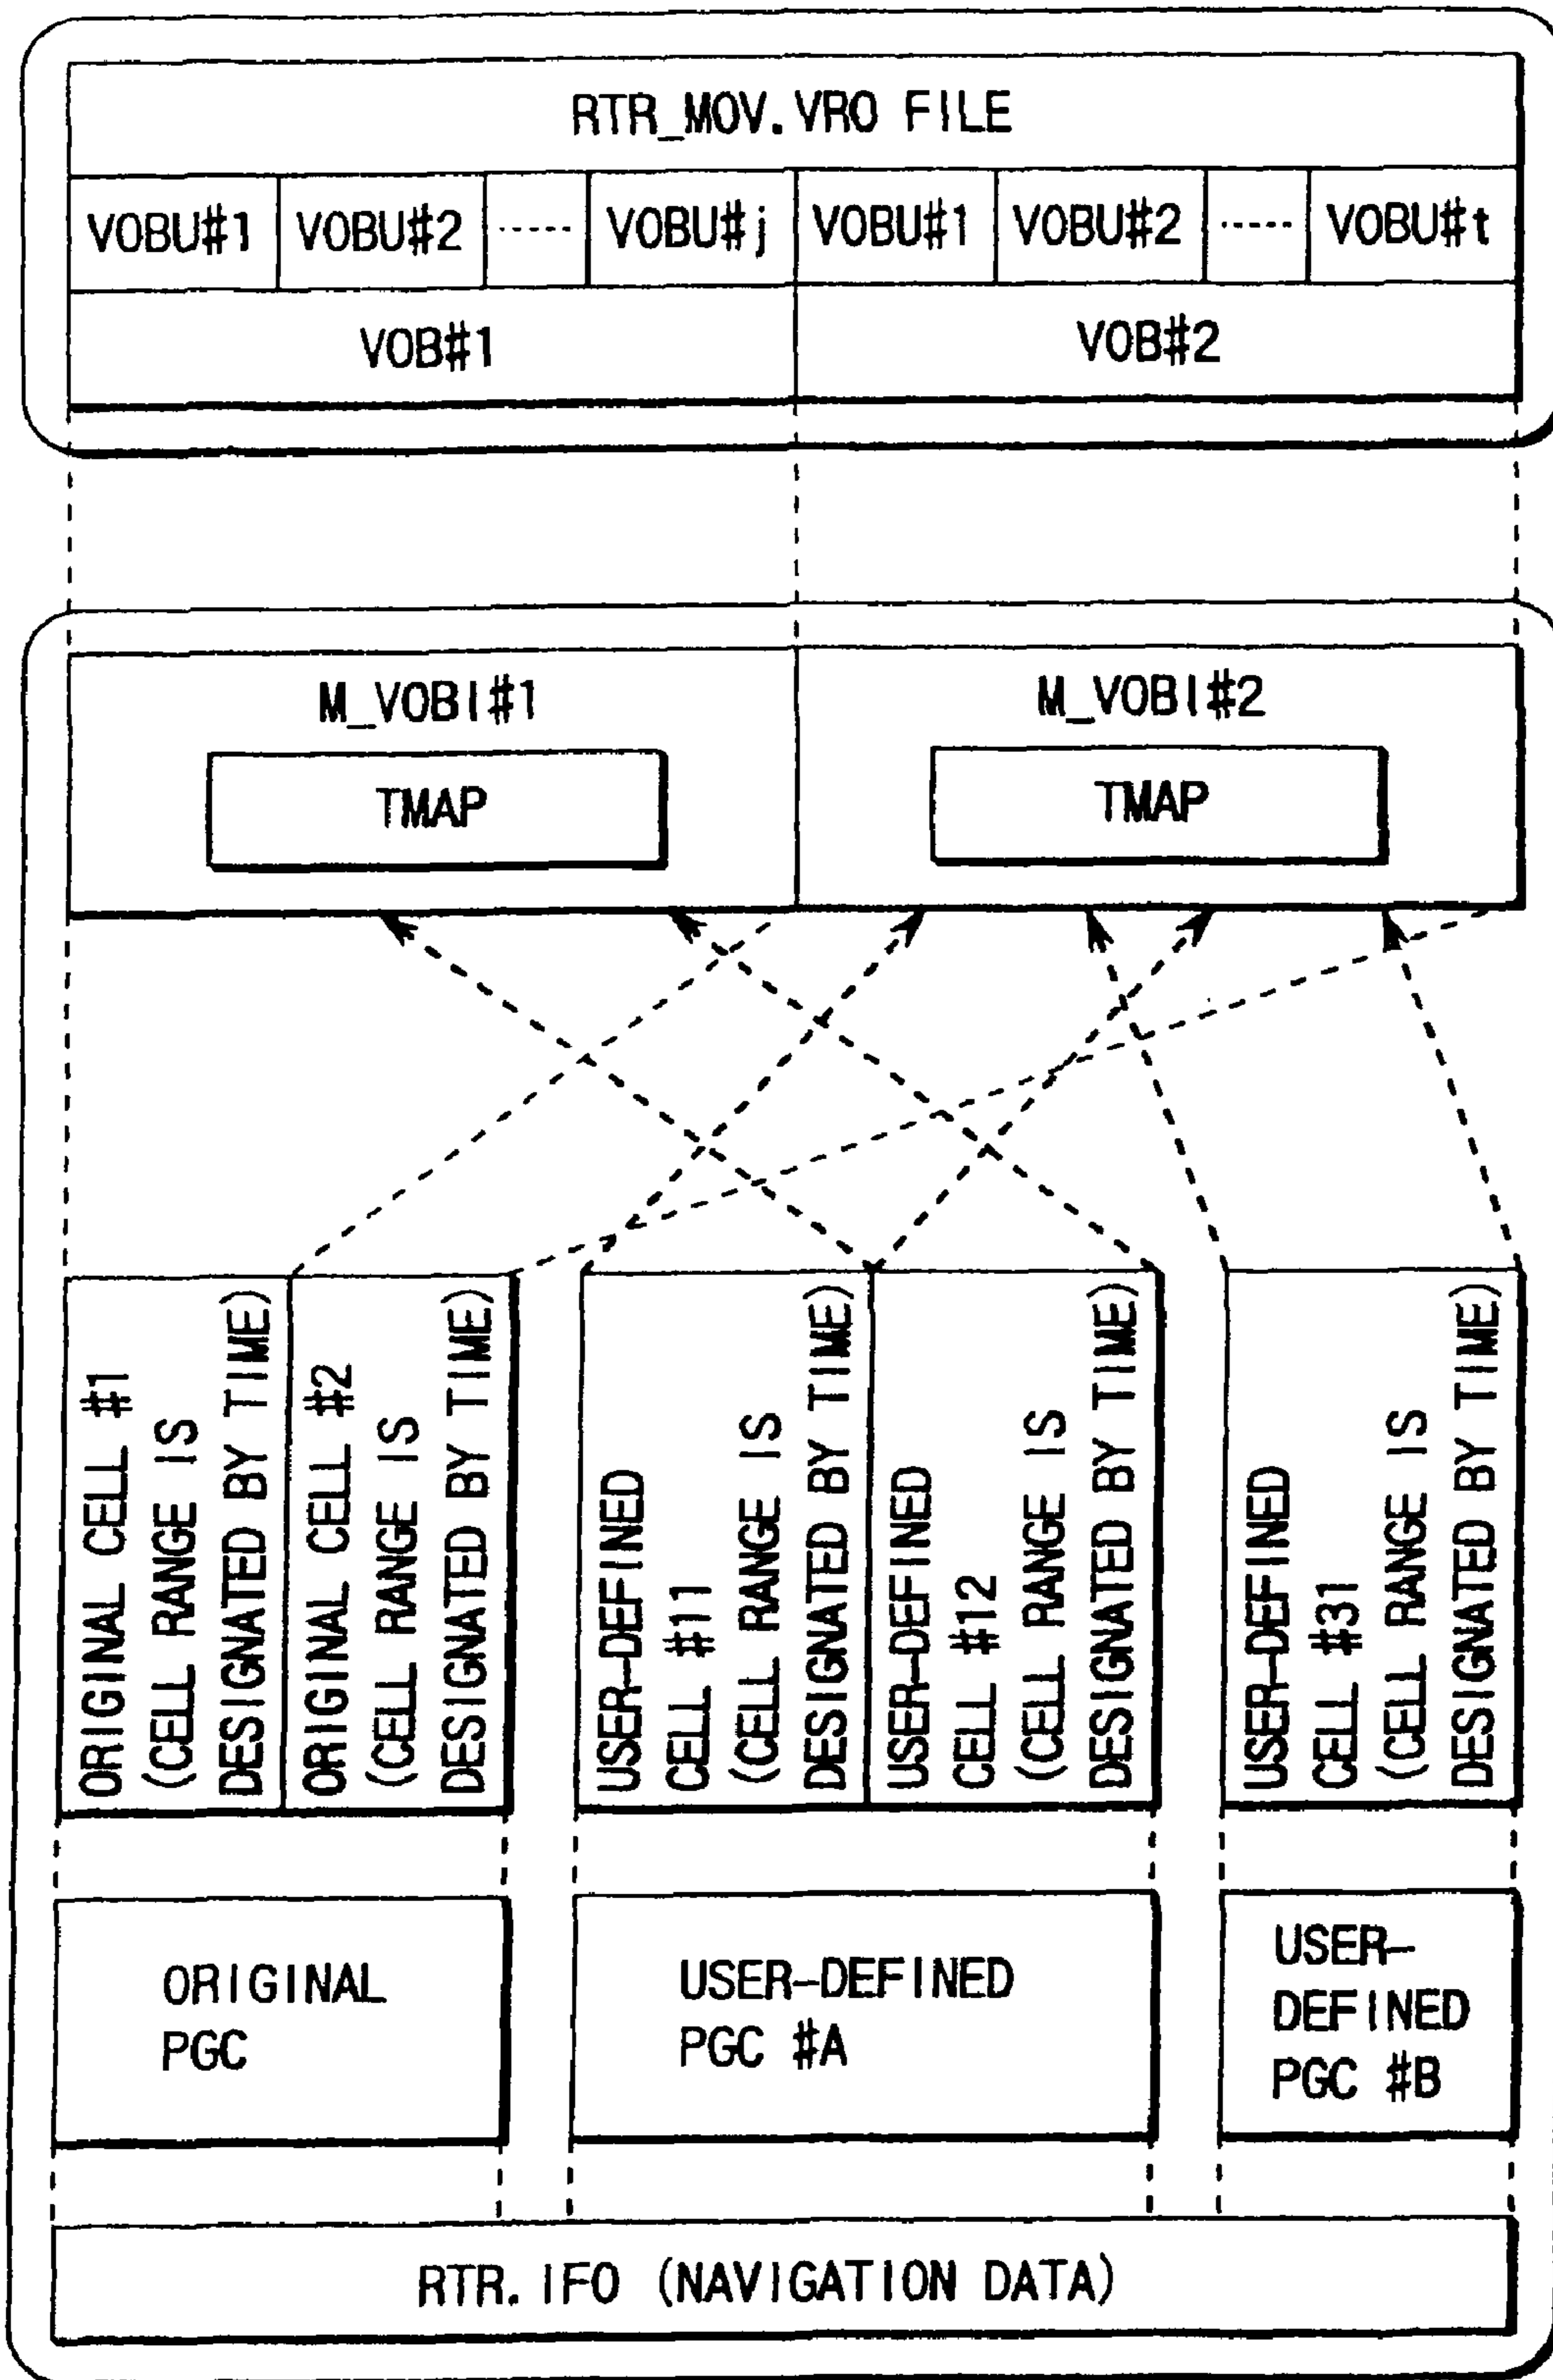 RTR_MOV.VRO FILE
VOBU#1 VOBU#2 ----- VOBU#j VOBU#1 VOBU#2 ----- VOBU#t
VOB#1 VOB#2
M_VOBI#1 M_VOBI#2
TMAP TMAP
ORIGINAL CELL #1
(CELL RANGE IS
DESIGNATED BY TIME)
ORIGINAL CELL #2
(CELL RANGE IS
DESIGNATED BY TIME)
USER-DEFINED
CELL #11
(CELL RANGE IS
DESIGNATED BY TIME)
USER-DEFINED
CELL #12
(CELL RANGE IS
DESIGNATED BY TIME)
USER-DEFINED
CELL #31
(CELL RANGE IS
DESIGNATED BY TIME)
ORIGINAL
PGC
USER-DEFINED
PGC #A
USER-
DEFINED
PGC #B
RTR.IFO (NAVIGATION DATA)